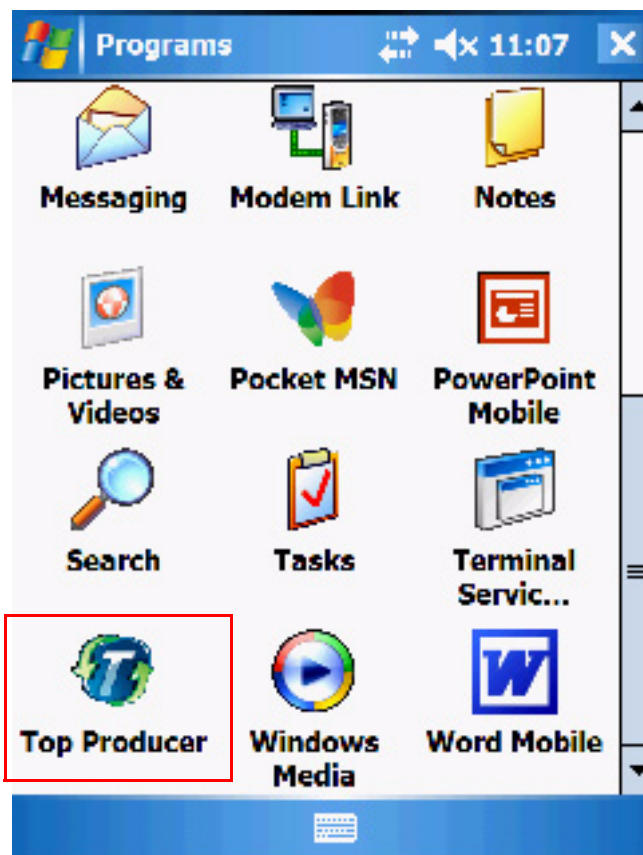 Programs 11:07
Messaging Modem Link Notes
Pictures & Videos Pocket MSN PowerPoint Mobile
Search Tasks Terminal Servic...
Top Producer Windows Media Word Mobile